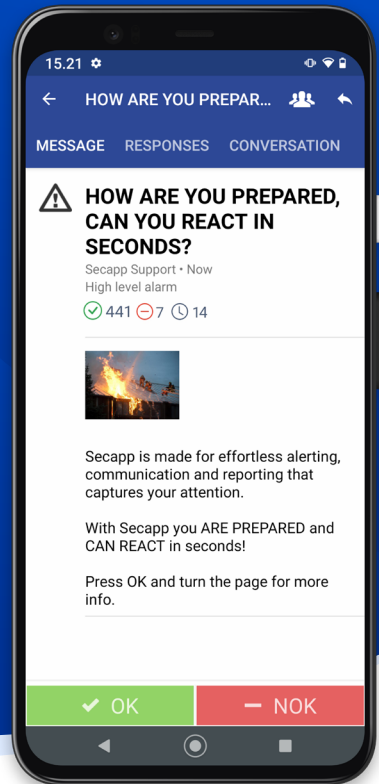 15.21
HOW ARE YOU PREPAR...
MESSAGE RESPONSES CONVERSATION
HOW ARE YOU PREPARED,
CAN YOU REACT IN
SECONDS?
Secapp Support • Now
High level alarm
441 7 14
Secapp is made for effortless alerting,
communication and reporting that
captures your attention.
With Secapp you ARE PREPARED and
CAN REACT in seconds!
Press OK and turn the page for more
info.
OK NOK